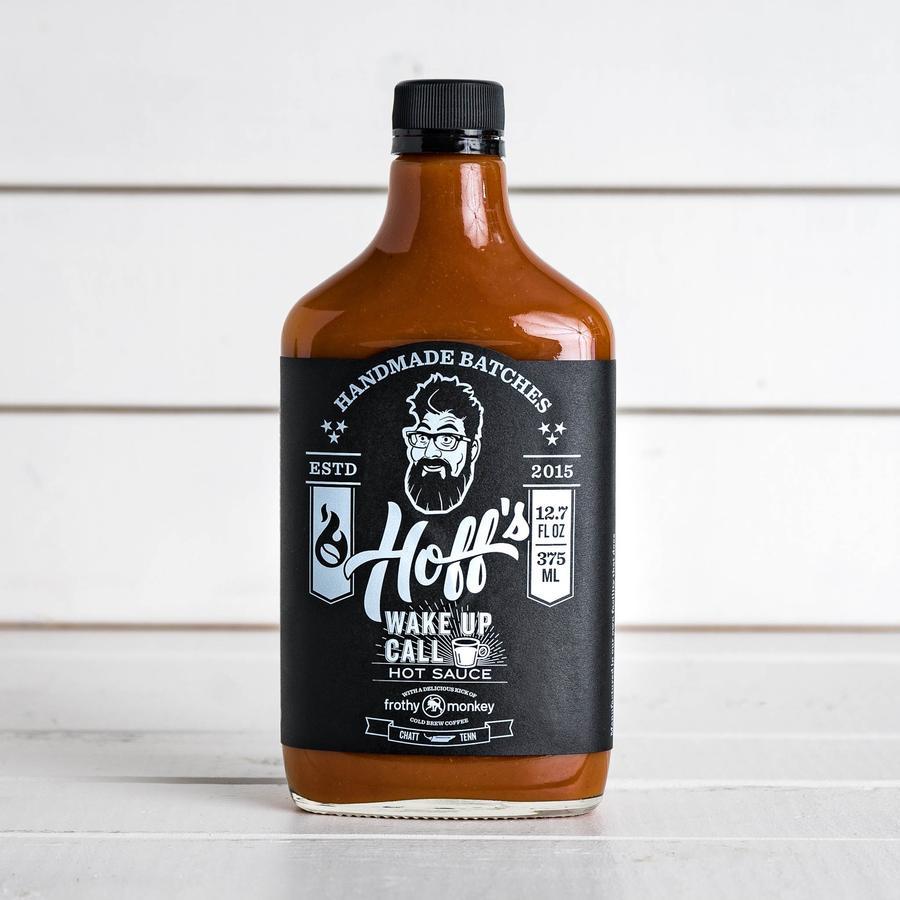 HANDMADE BATCHES
ESTD
2015
12.7
FL OZ
375
ML
Hoff's
WAKE UP
CALL
HOT SAUCE
WITH A DELICIOUS KICK OF
frothy monkey
COLD BREW COFFEE
CHATT TENN